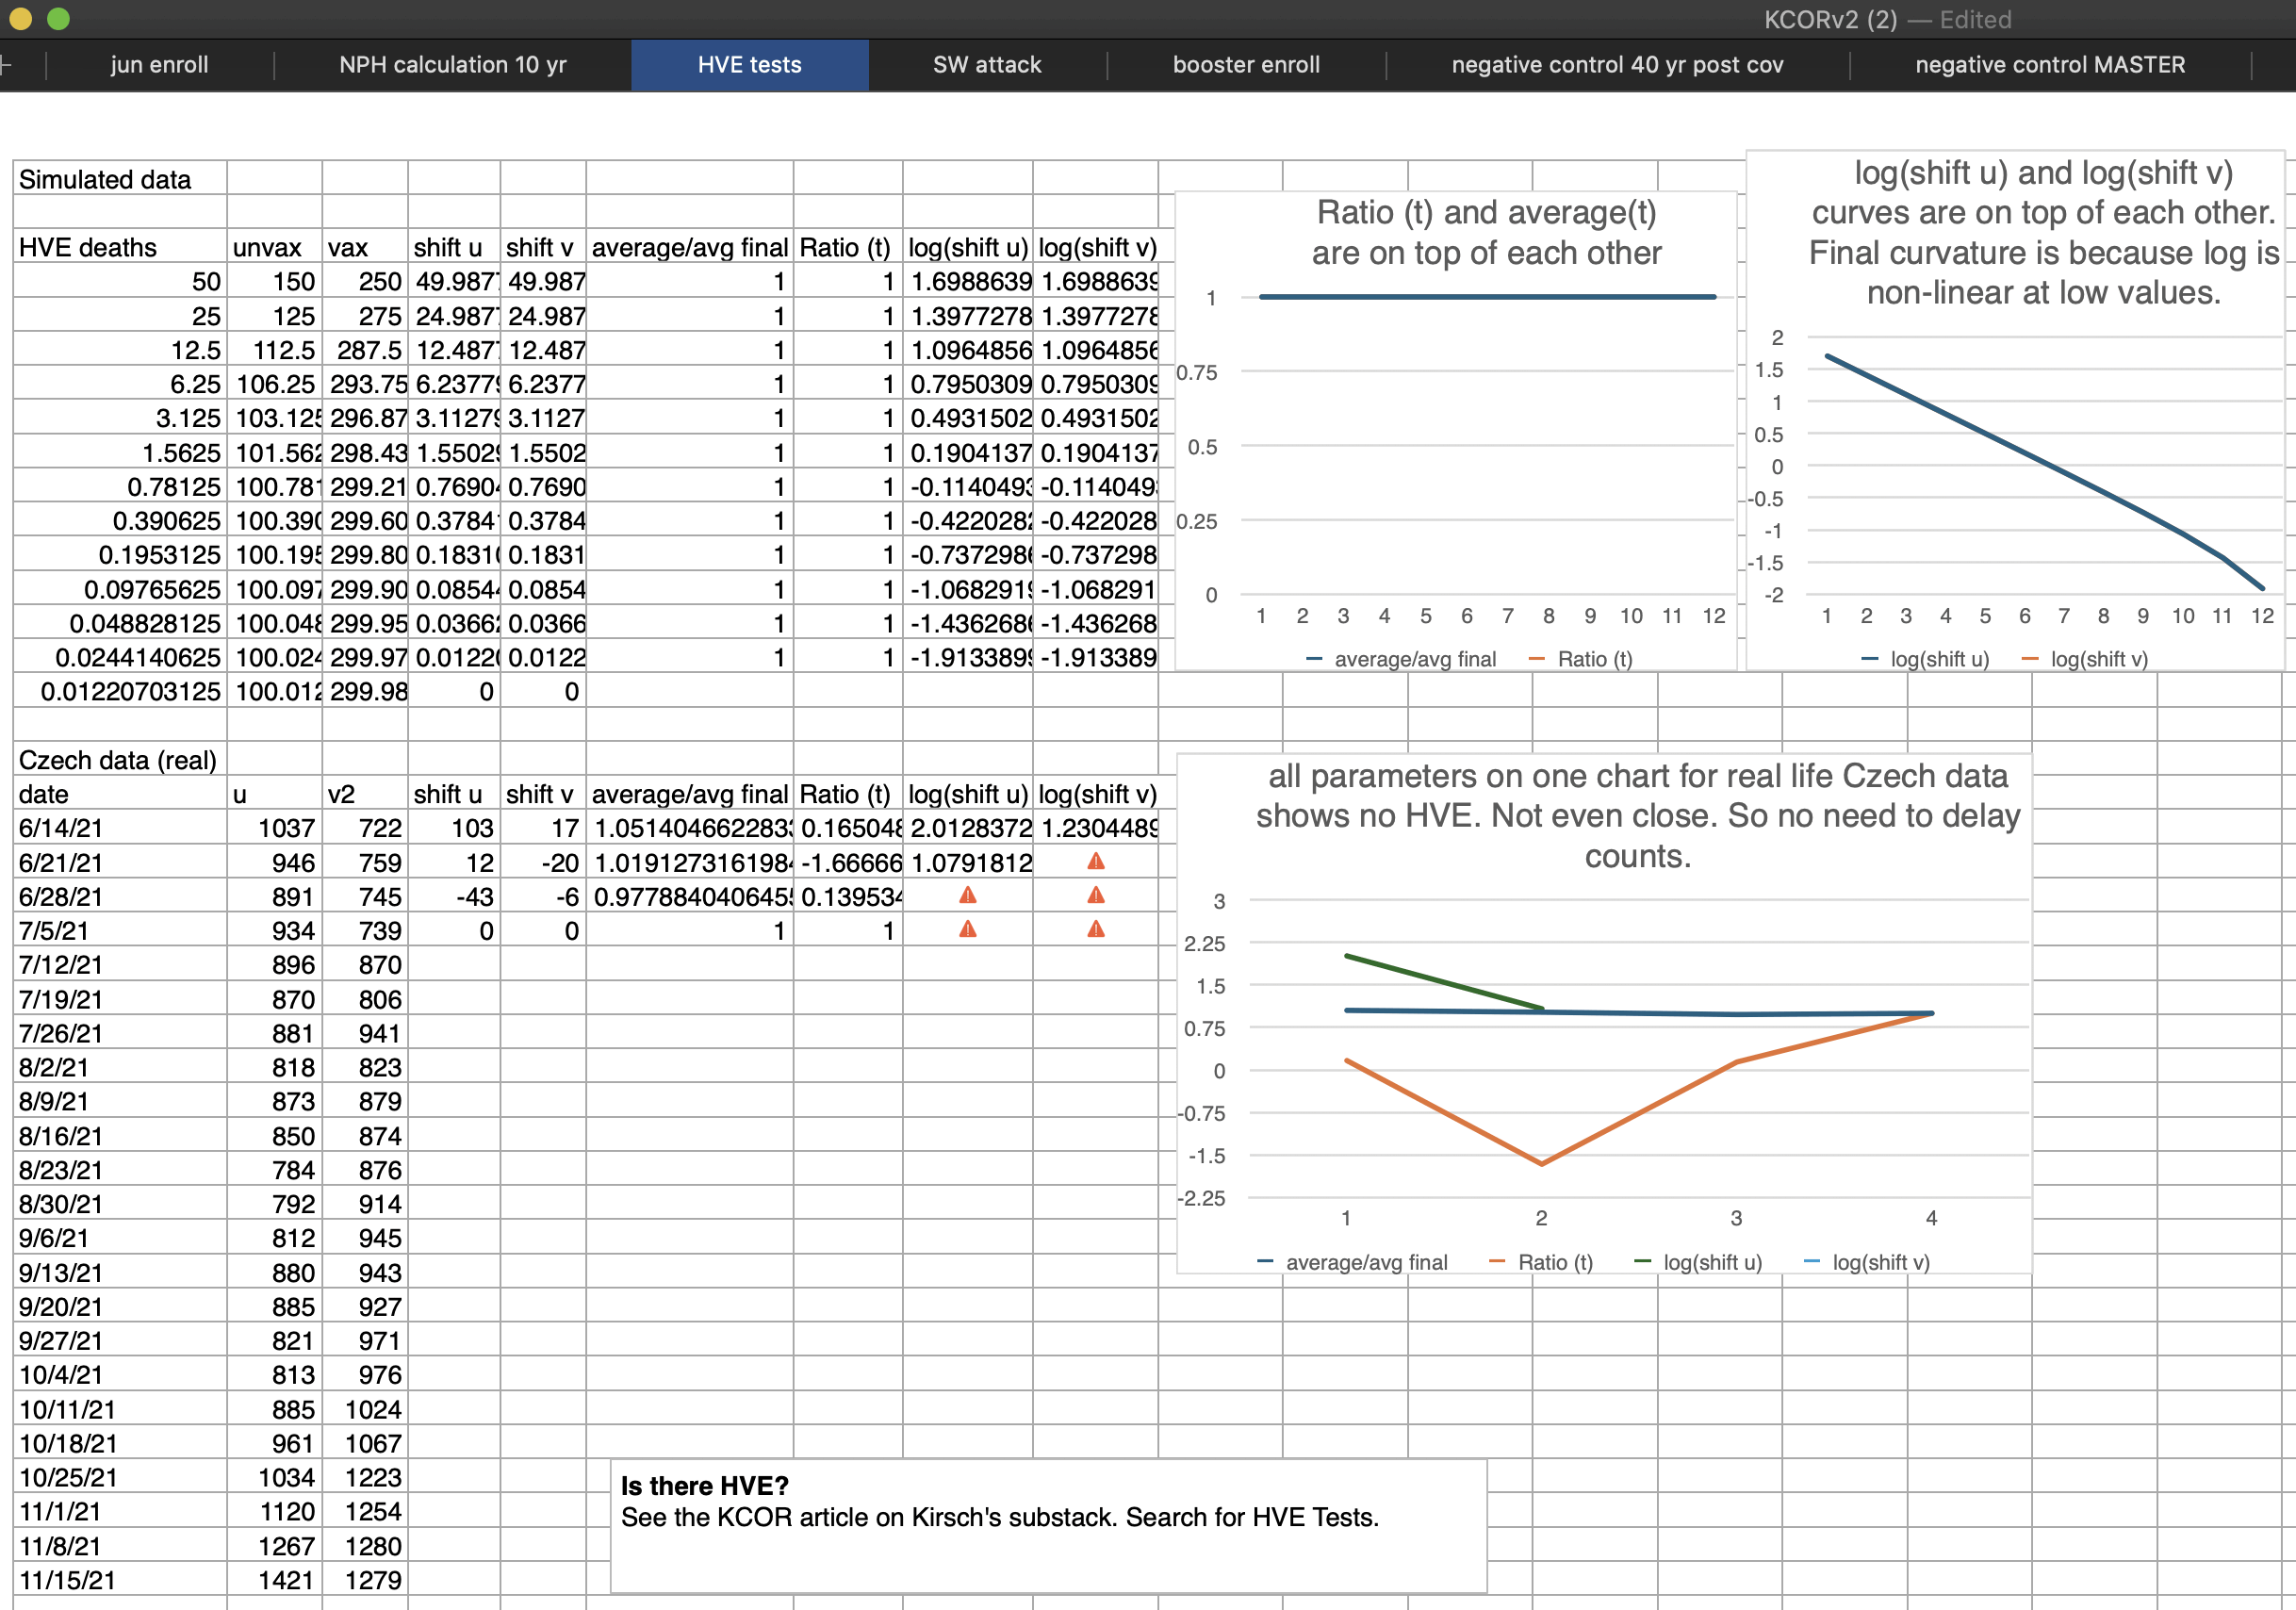 KCORv2 (2) — Edited
jun enroll NPH calculation 10 yr HVE tests SW attack booster enroll negative control 40 yr post cov negative control MASTER
Simulated data
HVE deaths unvax vax shift u shift v average/avg final Ratio (t) log(shift u) log(shift v)
50 150 250 49.987 49.987 1 1 1.6988639 1.6988639
25 125 275 24.987 24.987 1 1 1.3977278 1.3977278
12.5 112.5 287.5 12.487 12.487 1 1 1.0964856 1.0964856
6.25 106.25 293.75 6.2377 6.2377 1 1 0.7950309 0.7950309
3.125 103.125 296.87 3.1127 3.1127 1 1 0.4931502 0.4931502
1.5625 101.562 298.43 1.5502 1.5502 1 1 0.1904137 0.1904137
0.78125 100.781 299.21 0.7690 0.7690 1 1 -0.114049 -0.114049
0.390625 100.390 299.60 0.3784 0.3784 1 1 -0.422028 -0.422028
0.1953125 100.195 299.80 0.1831 0.1831 1 1 -0.737298 -0.737298
0.09765625 100.097 299.90 0.0854 0.0854 1 1 -1.068291 -1.068291
0.048828125 100.048 299.95 0.0366 0.0366 1 1 -1.436268 -1.436268
0.0244140625 100.024 299.97 0.0122 0.0122 1 1 -1.913389 -1.913389
0.01220703125 100.012 299.98 0 0
Ratio (t) and average(t)
are on top of each other
1
0.75
0.5
0.25
0
1 2 3 4 5 6 7 8 9 10 11 12
average/avg final Ratio (t)
log(shift u) and log(shift v)
curves are on top of each other.
Final curvature is because log is
non-linear at low values.
2
1.5
1
0.5
0
-0.5
-1
-1.5
-2
1 2 3 4 5 6 7 8 9 10 11 12
log(shift u) log(shift v)
Czech data (real)
date u v2 shift u shift v average/avg final Ratio (t) log(shift u) log(shift v)
6/14/21 1037 722 103 17 1.051404662283 0.165048 2.0128372 1.2304489
6/21/21 946 759 12 -20 1.0191273161984 -1.66666 1.0791812
6/28/21 891 745 -43 -6 0.977884040645 0.139534
7/5/21 934 739 0 0 1 1
7/12/21 896 870
7/19/21 870 806
7/26/21 881 941
8/2/21 818 823
8/9/21 873 879
8/16/21 850 874
8/23/21 784 876
8/30/21 792 914
9/6/21 812 945
9/13/21 880 943
9/20/21 885 927
9/27/21 821 971
10/4/21 813 976
10/11/21 885 1024
10/18/21 961 1067
10/25/21 1034 1223
11/1/21 1120 1254
11/8/21 1267 1280
11/15/21 1421 1279
all parameters on one chart for real life Czech data
shows no HVE. Not even close. So no need to delay
counts.
3
2.25
1.5
0.75
0
-0.75
-1.5
-2.25
1 2 3 4
average/avg final Ratio (t) log(shift u) log(shift v)
Is there HVE?
See the KCOR article on Kirsch's substack. Search for HVE Tests.